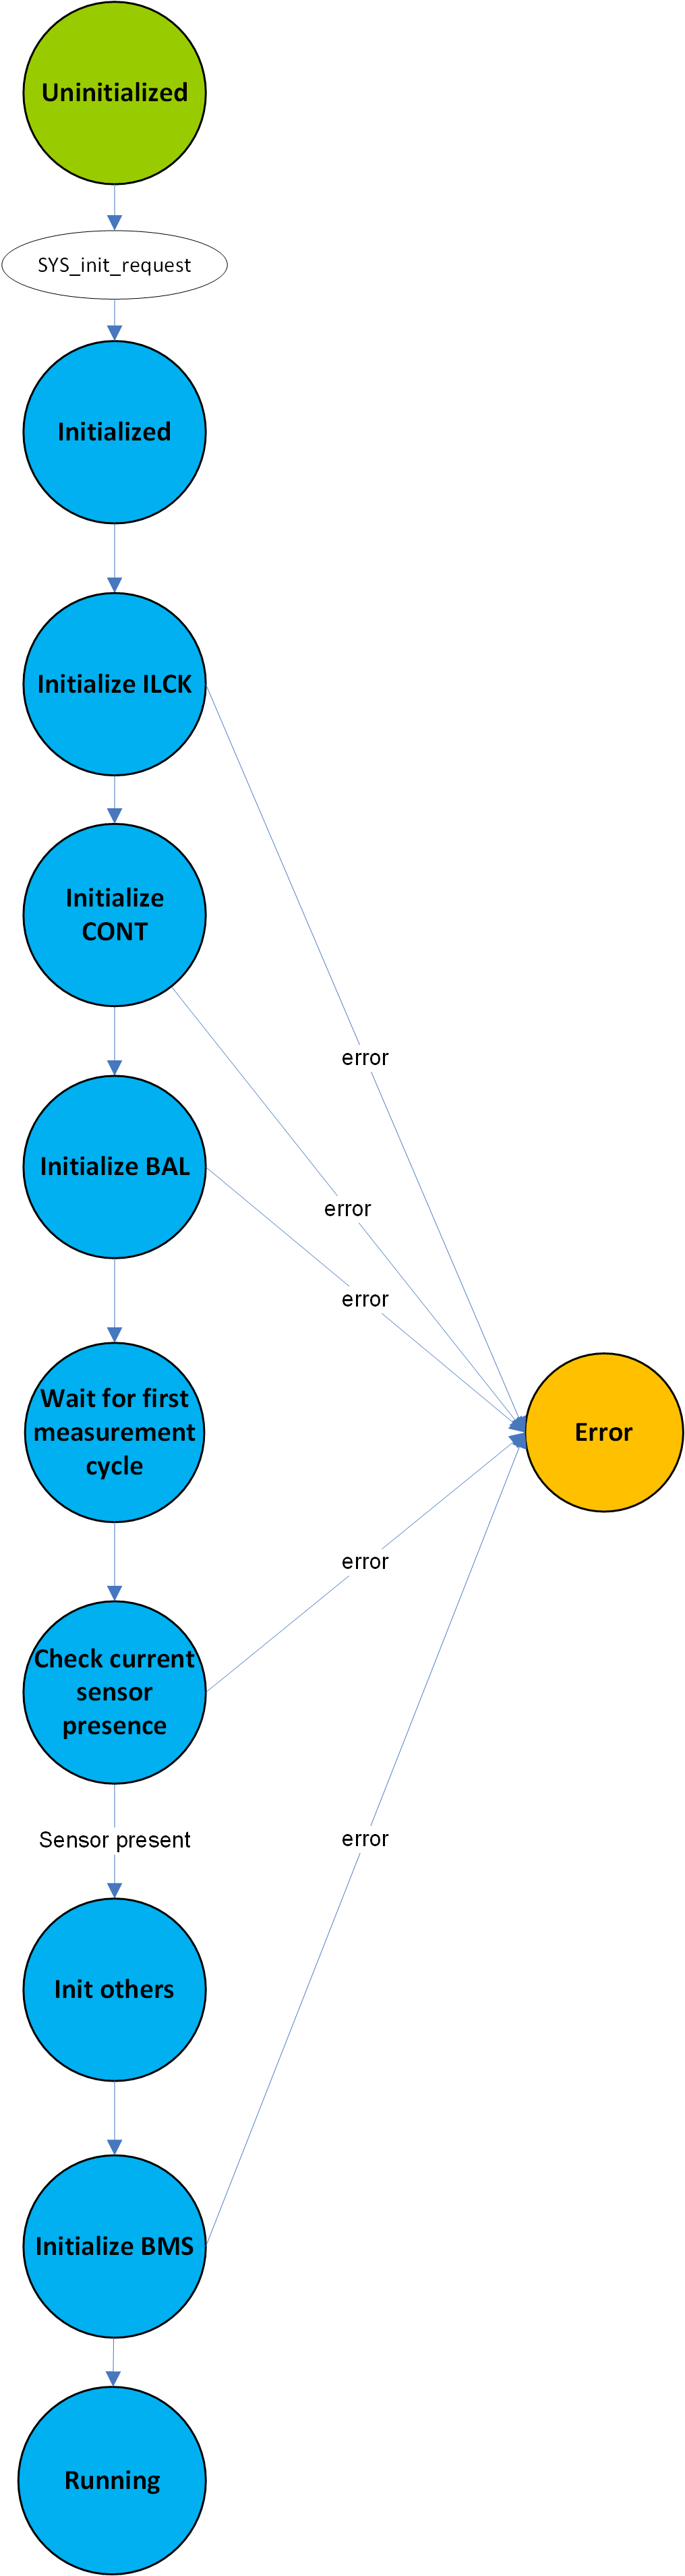 Uninitialized
SYS_init_request
Initialized
Initialize ILCK
Initialize
CONT
error
Initialize BAL
error
error
Wait for first
measurement
cycle
Error
error
Check current
sensor
presence
Sensor present
error
Init others
Initialize BMS
Running